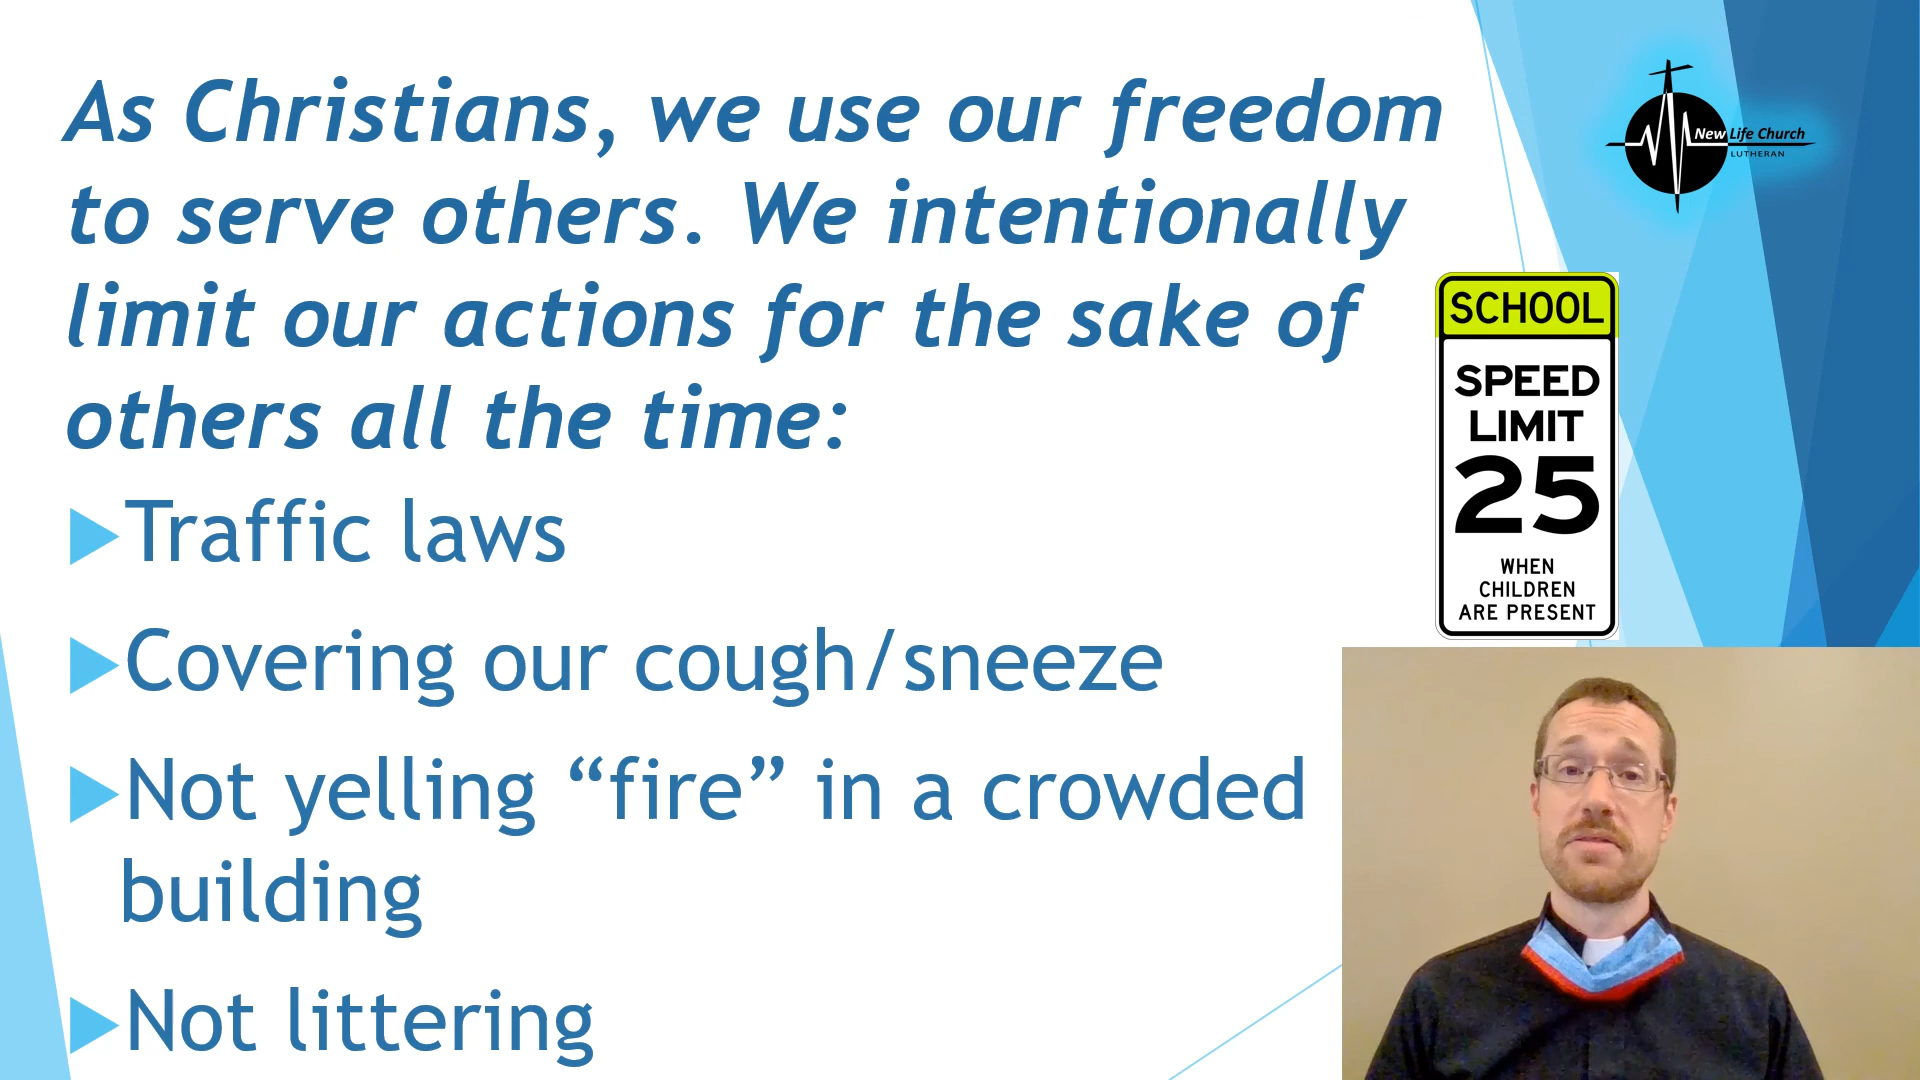 As Christians, we use our freedom
to serve others. We intentionally
limit our actions for the sake of
others all the time:
Traffic laws
Covering our cough/sneeze
Not yelling “fire” in a crowded
building
Not littering
New Life Church
LUTHERAN
SCHOOL
SPEED
LIMIT
25
WHEN
CHILDREN
ARE PRESENT